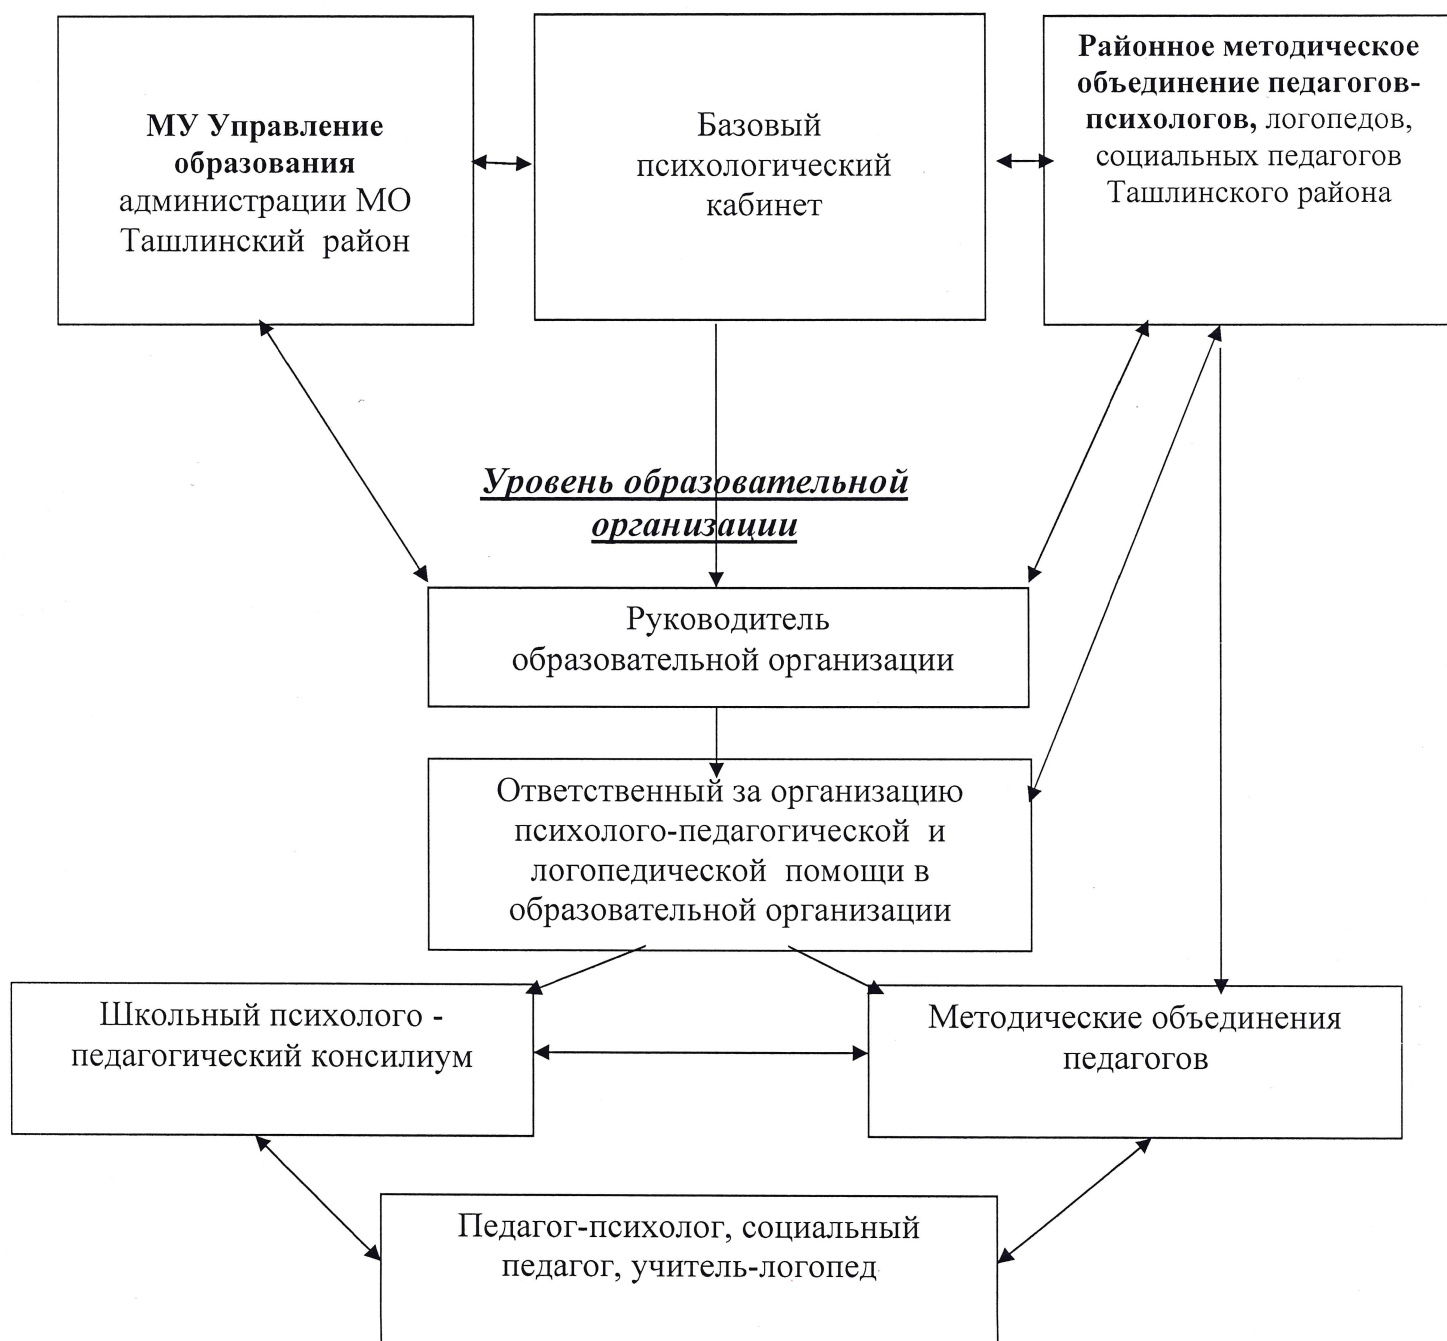 МУ Управление
образования
администрации МО
Ташлинский район
Базовый
психологический
кабинет
Районное методическое
объединение педагогов-
психологов, логопедов,
социальных педагогов
Ташлинского района
Уровень образовательной
организации
Руководитель
образовательной организации
Ответственный за организацию
психолого-педагогической и
логопедической помощи в
образовательной организации
Школьный психолого -
педагогический консилиум
Методические объединения
педагогов
Педагог-психолог, социальный
педагог, учитель-логопед